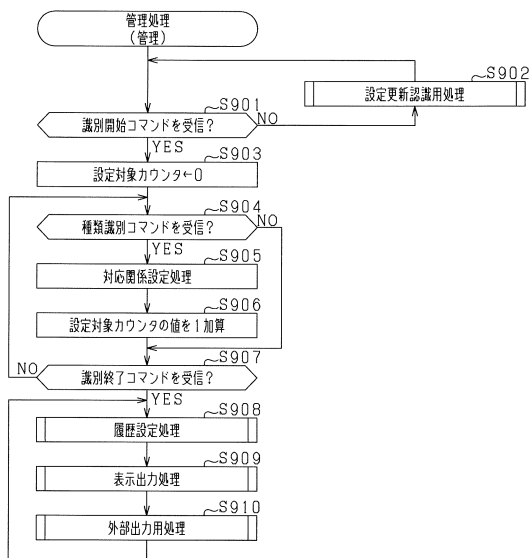 管理処理
(管理)
S902
設定更新認識用処理
S901
識別開始コマンドを受信?
NO
YES
S903
設定対象カウンタ←0
S904
種類識別コマンドを受信?
NO
YES
S905
対応関係設定処理
S906
設定対象カウンタの値を1加算
S907
NO
識別終了コマンドを受信?
YES
S908
履歴設定処理
S909
表示出力処理
S910
外部出力用処理